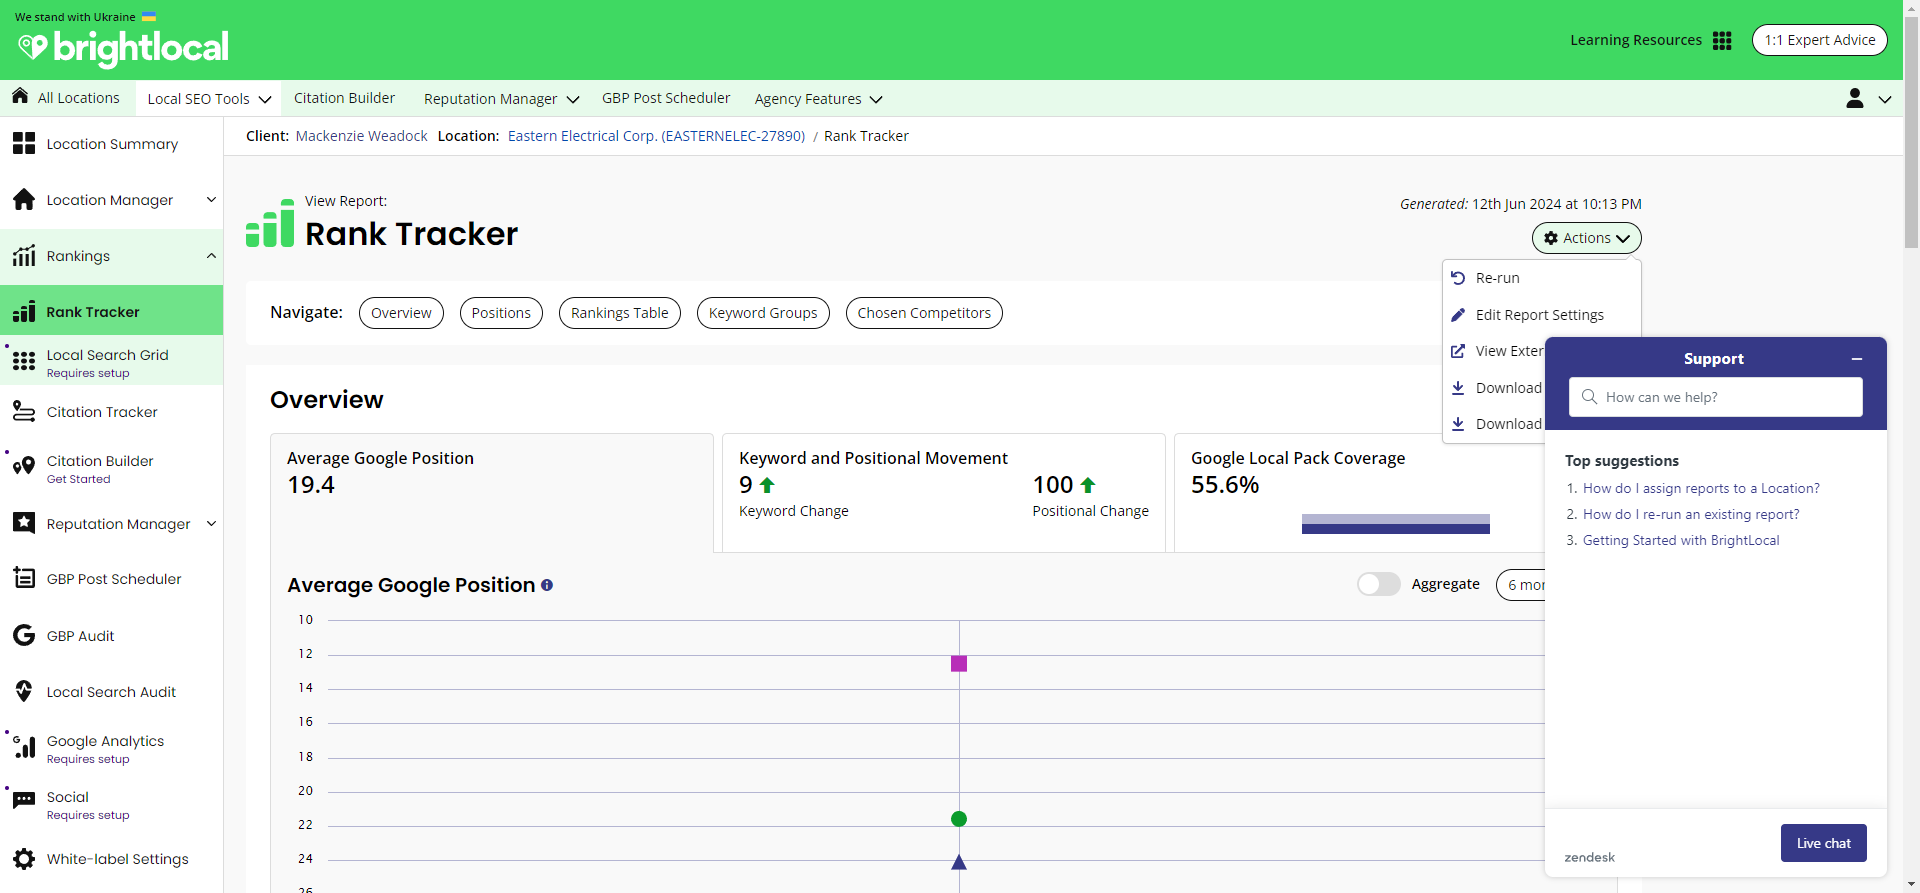 We stand with Ukraine
brightlocal
Learning Resources
1:1 Expert Advice
All Locations
Local SEO Tools
Citation Builder
Reputation Manager
GBP Post Scheduler
Agency Features
Client: Mackenzie Weadock Location: Eastern Electrical Corp. (EASTERNELEC-27890) / Rank Tracker
Location Summary
Location Manager
Rankings
Rank Tracker
Local Search Grid
Requires setup
Citation Tracker
Citation Builder
Get Started
Reputation Manager
GBP Post Scheduler
GBP Audit
Local Search Audit
Google Analytics
Requires setup
Social
Requires setup
White-label Settings
View Report:
Rank Tracker
Generated: 12th Jun 2024 at 10:13 PM
Actions
Re-run
Edit Report Settings
View Exter
Download
Download
Navigate:
Overview
Positions
Rankings Table
Keyword Groups
Chosen Competitors
Overview
Average Google Position
19.4
Keyword and Positional Movement
9
Keyword Change
100
Positional Change
Google Local Pack Coverage
55.6%
Average Google Position
Aggregate
6 mon
10
12
14
16
18
20
22
24
26
Support
How can we help?
Top suggestions
1. How do I assign reports to a Location?
2. How do I re-run an existing report?
3. Getting Started with BrightLocal
zendesk
Live chat